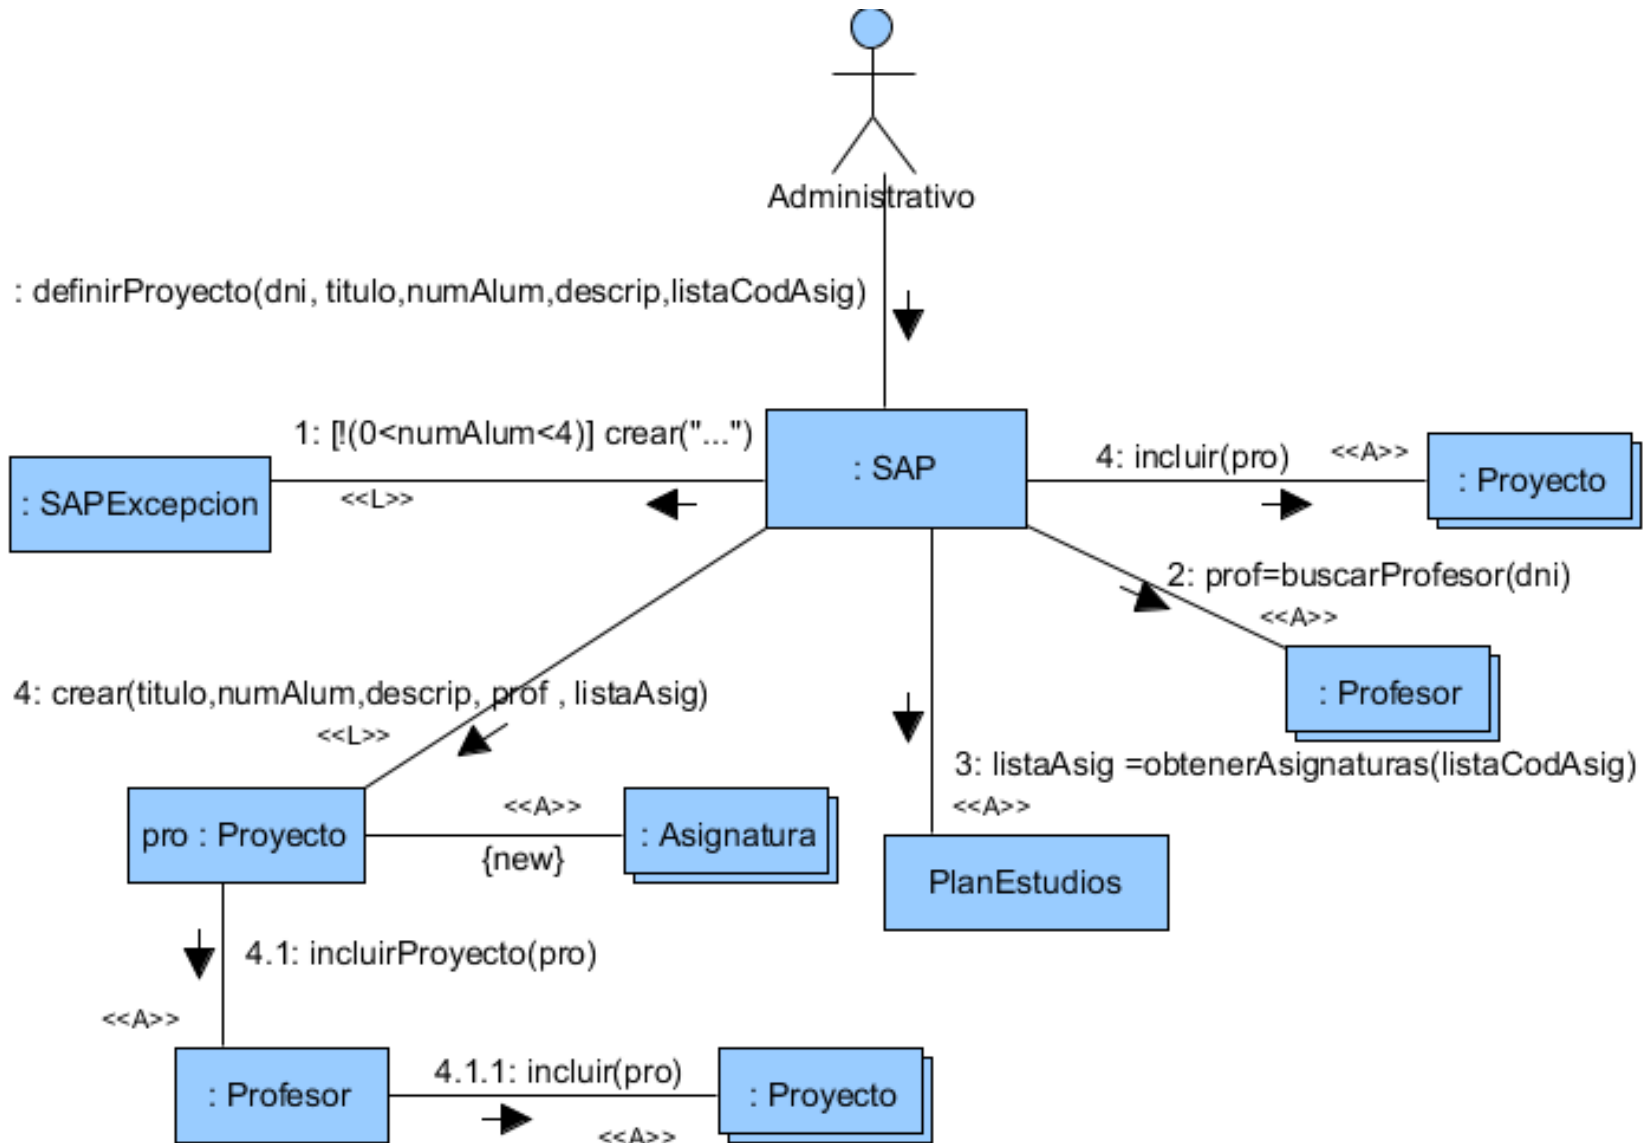 Administrativo
: definirProyecto(dni, titulo,numAlum,descrip,listaCodAsig)
1: [!(0<numAlum<4)] crear("...")
<<L>>
: SAPExcepcion
: SAP
4: incluir(pro)
<<A>>
: Proyecto
2: prof=buscarProfesor(dni)
<<A>>
: Profesor
4: crear(titulo,numAlum,descrip, prof , listaAsig)
<<L>>
3: listaAsig =obtenerAsignaturas(listaCodAsig)
<<A>>
PlanEstudios
pro : Proyecto
<<A>>
{new}
: Asignatura
4.1: incluirProyecto(pro)
<<A>>
: Profesor
4.1.1: incluir(pro)
<<A>>
: Proyecto